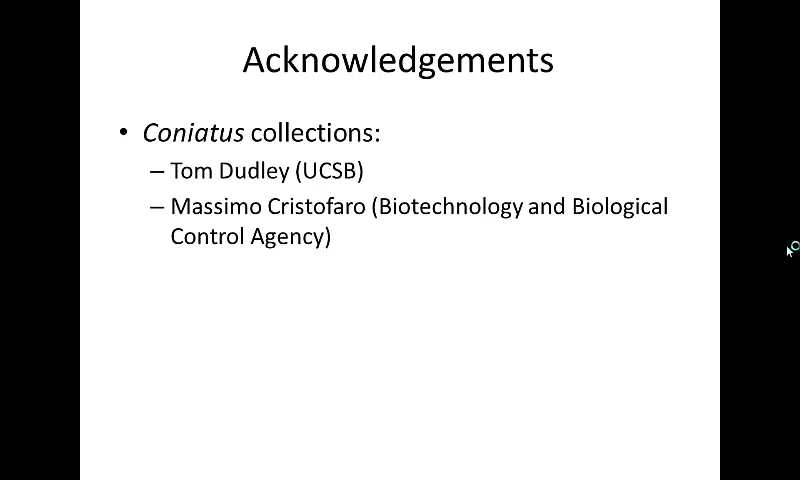 Acknowledgements
• Coniatus collections:
– Tom Dudley (UCSB)
– Massimo Cristofaro (Biotechnology and Biological
Control Agency)